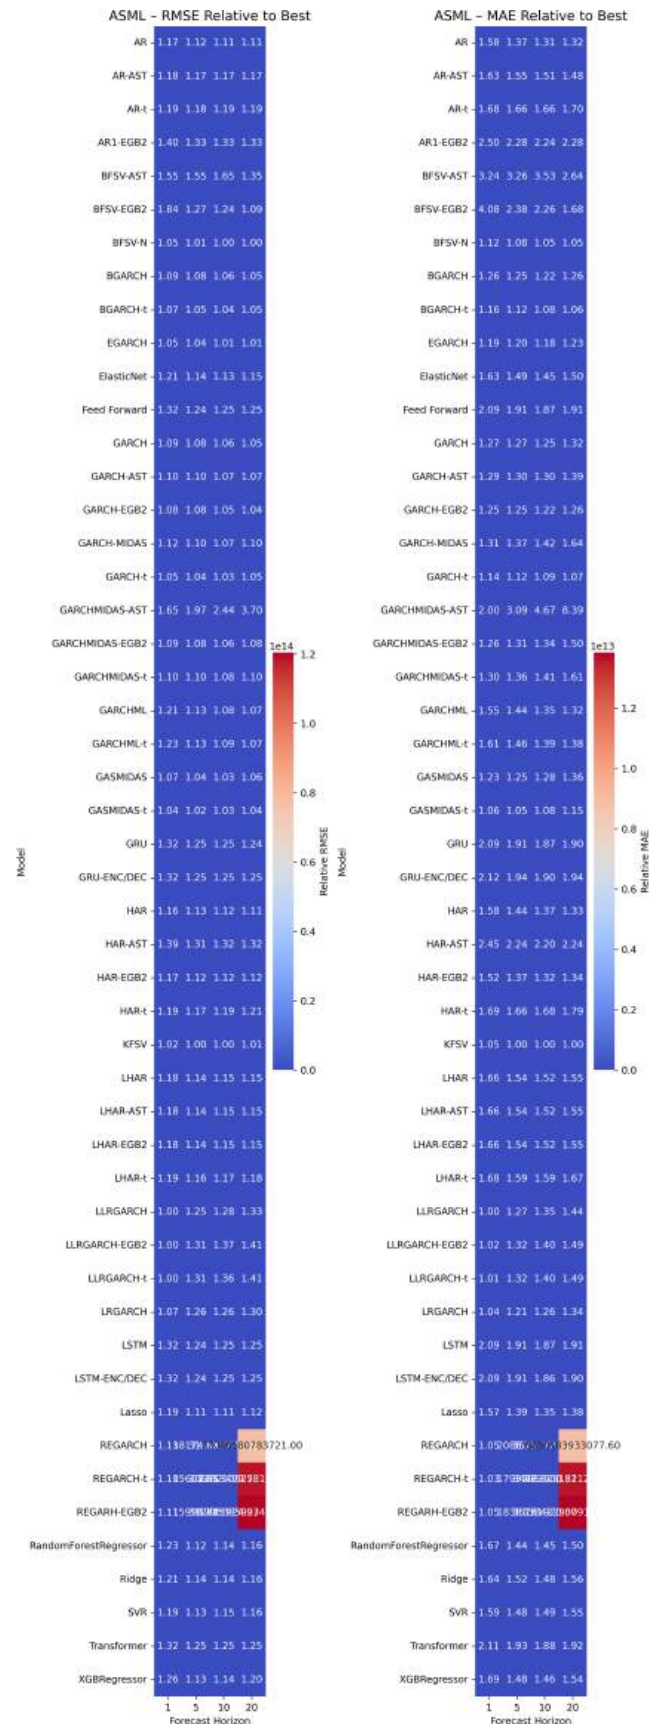 ASML – RMSE Relative to Best
AR 1.17 1.12 1.11 1.11
AR-AST 1.18 1.17 1.17 1.17
AR-t 1.19 1.18 1.19 1.19
AR1-EGB2 1.40 1.33 1.33 1.33
BFSV-AST 1.55 1.55 1.65 1.35
BFSV-EGB2 1.84 1.27 1.24 1.09
BFSV-N 1.05 1.01 1.00 1.00
BGARCH 1.09 1.08 1.06 1.05
BGARCH-t 1.07 1.05 1.04 1.05
EGARCH 1.05 1.04 1.01 1.01
ElasticNet 1.21 1.14 1.13 1.15
Feed Forward 1.32 1.24 1.25 1.25
GARCH 1.09 1.08 1.06 1.05
GARCH-AST 1.10 1.10 1.07 1.07
GARCH-EGB2 1.08 1.08 1.05 1.04
GARCH-MIDAS 1.12 1.10 1.07 1.10
GARCH-t 1.05 1.04 1.03 1.05
GARCHMIDAS-AST 1.65 1.97 2.44 3.70
GARCHMIDAS-EGB2 1.09 1.08 1.06 1.08
GARCHMIDAS-t 1.10 1.10 1.08 1.10
GARCHML 1.21 1.13 1.08 1.07
GARCHML-t 1.23 1.13 1.09 1.07
GASMIDAS 1.07 1.04 1.03 1.06
GASMIDAS-t 1.04 1.02 1.03 1.04
GRU 1.32 1.25 1.25 1.24
GRU-ENC/DEC 1.32 1.25 1.25 1.25
HAR 1.16 1.13 1.12 1.11
HAR-AST 1.39 1.31 1.32 1.32
HAR-EGB2 1.17 1.12 1.12 1.12
HAR-t 1.19 1.17 1.19 1.21
KFSV 1.02 1.00 1.00 1.01
LHAR 1.18 1.14 1.15 1.15
LHAR-AST 1.18 1.14 1.15 1.15
LHAR-EGB2 1.18 1.14 1.15 1.15
LHAR-t 1.19 1.16 1.17 1.18
LLRGARCH 1.00 1.25 1.28 1.33
LLRGARCH-EGB2 1.00 1.31 1.37 1.41
LLRGARCH-t 1.00 1.31 1.36 1.41
LRGARCH 1.07 1.26 1.26 1.30
LSTM 1.32 1.24 1.25 1.25
LSTM-ENC/DEC 1.32 1.24 1.25 1.25
Lasso 1.19 1.11 1.11 1.12
REGARCH
REGARCH-t
REGARH-EGB2
RandomForestRegressor 1.23 1.12 1.14 1.16
Ridge 1.21 1.14 1.14 1.16
SVR 1.19 1.13 1.15 1.16
Transformer 1.32 1.25 1.25 1.25
XGBRegressor 1.26 1.13 1.14 1.20
1 5 10 20
Forecast Horizon
Model
1e14
1.2
1.0
0.8
0.6
0.4
0.2
0.0
Relative RMSE
ASML – MAE Relative to Best
AR 1.58 1.37 1.31 1.32
AR-AST 1.63 1.55 1.51 1.48
AR-t 1.68 1.66 1.66 1.70
AR1-EGB2 2.50 2.28 2.24 2.28
BFSV-AST 3.24 3.26 3.53 2.64
BFSV-EGB2 4.08 2.38 2.26 1.68
BFSV-N 1.12 1.08 1.05 1.05
BGARCH 1.26 1.25 1.22 1.26
BGARCH-t 1.16 1.12 1.08 1.06
EGARCH 1.19 1.20 1.18 1.23
ElasticNet 1.63 1.49 1.45 1.50
Feed Forward 2.09 1.91 1.87 1.91
GARCH 1.27 1.27 1.25 1.32
GARCH-AST 1.29 1.30 1.30 1.39
GARCH-EGB2 1.25 1.25 1.22 1.26
GARCH-MIDAS 1.31 1.37 1.42 1.64
GARCH-t 1.14 1.12 1.09 1.07
GARCHMIDAS-AST 2.00 3.09 4.67 8.39
GARCHMIDAS-EGB2 1.26 1.31 1.34 1.50
GARCHMIDAS-t 1.30 1.36 1.41 1.61
GARCHML 1.55 1.44 1.35 1.32
GARCHML-t 1.61 1.46 1.39 1.38
GASMIDAS 1.23 1.25 1.28 1.36
GASMIDAS-t 1.06 1.05 1.08 1.15
GRU 2.09 1.91 1.87 1.90
GRU-ENC/DEC 2.12 1.94 1.90 1.94
HAR 1.58 1.44 1.37 1.33
HAR-AST 2.45 2.24 2.20 2.24
HAR-EGB2 1.52 1.37 1.32 1.34
HAR-t 1.69 1.66 1.68 1.79
KFSV 1.05 1.00 1.00 1.00
LHAR 1.66 1.54 1.52 1.55
LHAR-AST 1.66 1.54 1.52 1.55
LHAR-EGB2 1.66 1.54 1.52 1.55
LHAR-t 1.68 1.59 1.59 1.67
LLRGARCH 1.00 1.27 1.35 1.44
LLRGARCH-EGB2 1.02 1.32 1.40 1.49
LLRGARCH-t 1.01 1.32 1.40 1.49
LRGARCH 1.04 1.21 1.26 1.34
LSTM 2.09 1.91 1.87 1.91
LSTM-ENC/DEC 2.09 1.91 1.86 1.90
Lasso 1.57 1.39 1.35 1.38
REGARCH
REGARCH-t
REGARH-EGB2
RandomForestRegressor 1.67 1.44 1.45 1.50
Ridge 1.64 1.52 1.48 1.56
SVR 1.59 1.48 1.49 1.55
Transformer 2.11 1.93 1.88 1.92
XGBRegressor 1.69 1.48 1.46 1.54
1 5 10 20
Forecast Horizon
Model
1e13
1.2
1.0
0.8
0.6
0.4
0.2
0.0
Relative MAE